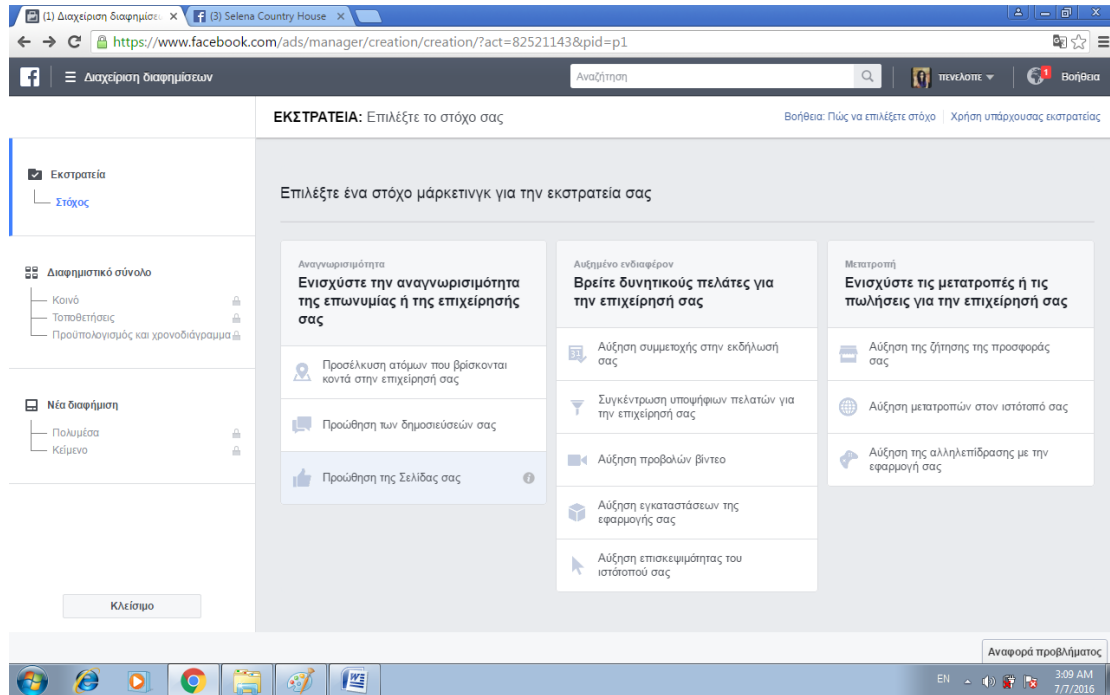 (1) Διαχείριση διαφημίσε
(3) Selena Country House
https://www.facebook.com/ads/manager/creation/creation/?act=82521143&pid=p1
Διαχείριση διαφημίσεων
Αναζήτηση
πενελοπε
1
Βοήθεια
ΕΚΣΤΡΑΤΕΙΑ: Επιλέξτε το στόχο σας
Βοήθεια: Πώς να επιλέξετε στόχο
Χρήση υπάρχουσας εκστρατείας
Εκστρατεία
Στόχος
Διαφημιστικό σύνολο
Κοινό
Τοποθετήσεις
Προϋπολογισμός και χρονοδιάγραμμα
Νέα διαφήμιση
Πολυμέσα
Κείμενο
Κλείσιμο
Επιλέξτε ένα στόχο μάρκετινγκ για την εκστρατεία σας
Αναγνωρισιμότητα
Ενισχύστε την αναγνωρισιμότητα
της επωνυμίας ή της επιχείρησής
σας
Προσέλκυση ατόμων που βρίσκονται
κοντά στην επιχείρησή σας
Προώθηση των δημοσιεύσεών σας
Προώθηση της Σελίδας σας
Αυξημένο ενδιαφέρον
Βρείτε δυνητικούς πελάτες για
την επιχείρησή σας
31
Αύξηση συμμετοχής στην εκδήλωσή
σας
Συγκέντρωση υποψήφιων πελατών για
την επιχείρησή σας
Αύξηση προβολών βίντεο
Αύξηση εγκαταστάσεων της
εφαρμογής σας
Αύξηση επισκεψιμότητας του
ιστότοπού σας
Μετατροπή
Ενισχύστε τις μετατροπές ή τις
πωλήσεις για την επιχείρησή σας
Αύξηση της ζήτησης της προσφοράς
σας
Αύξηση μετατροπών στον ιστότοπό σας
Αύξηση της αλληλεπίδρασης με την
εφαρμογή σας
Αναφορά προβλήματος
EN
3:09 AM
7/7/2016